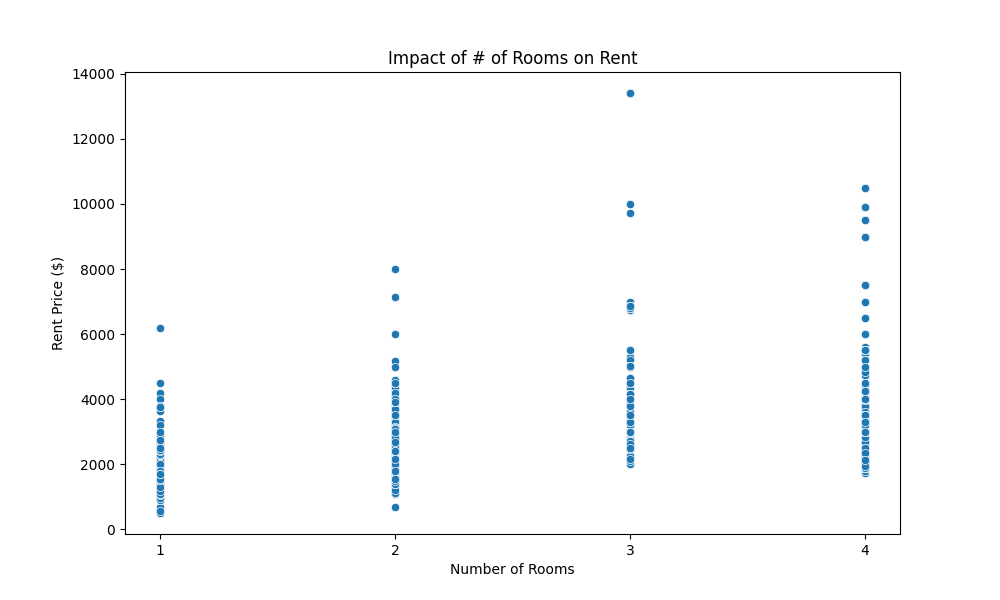 Impact of # of Rooms on Rent
14000
12000
10000
8000
6000
4000
2000
0
Rent Price ($)
1 2 3 4
Number of Rooms